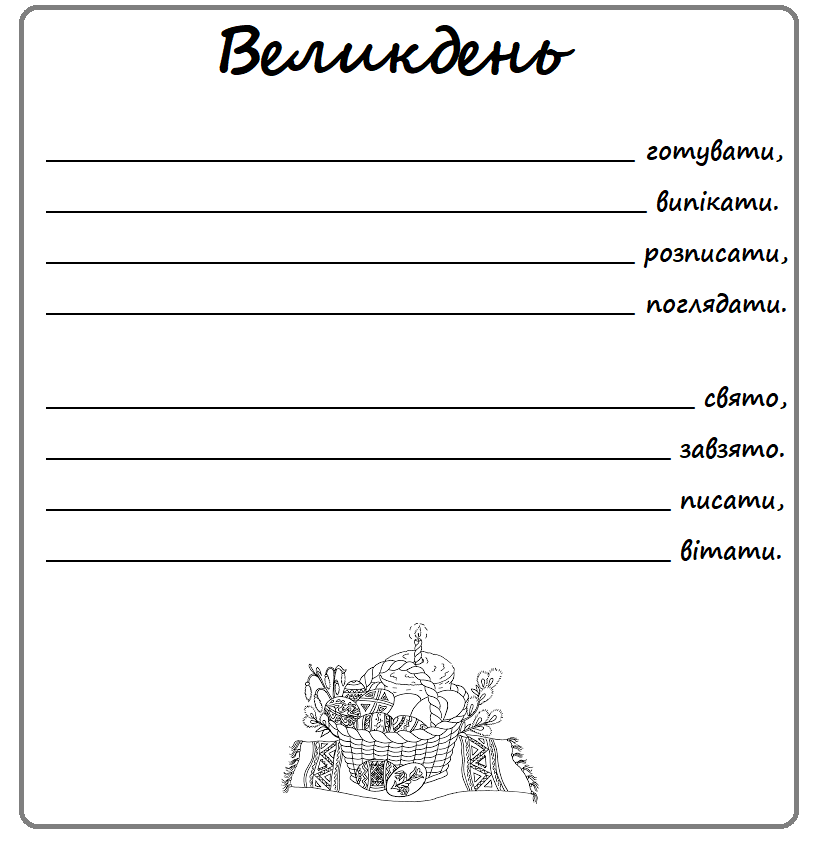 Великдень
готувати,
випікати.
розписати,
поглядати.
свято,
завзято.
писати,
вітати.